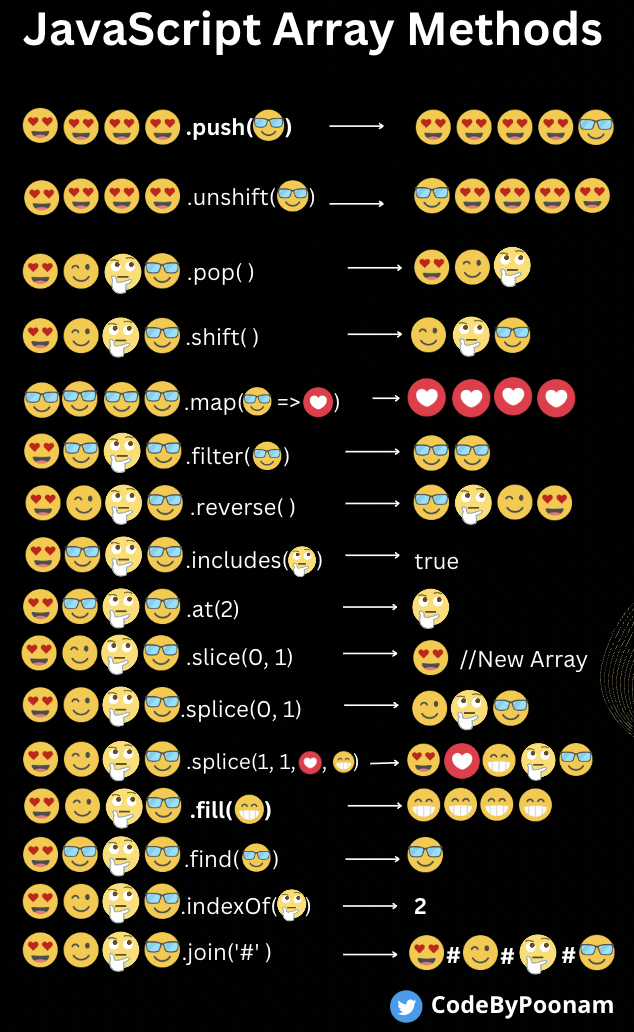 JavaScript Array Methods
😍😍😍😍.push(😎) ⟶ 😍😍😍😍😎
😍😍😍😍.unshift(😎) ⟶ 😎😍😍😍😍
😍😉🤔😎.pop( ) ⟶ 😍😉🤔
😍😉🤔😎.shift( ) ⟶ 😉🤔😎
😎😎😎😎.map(😎 => ❤) ⟶ ❤❤❤❤
😍😎🤔😎.filter(😎) ⟶ 😎😎
😍😉🤔😎.reverse( ) ⟶ 😎🤔😉😍
😍😎🤔😎.includes(🤔) ⟶ true
😍😎🤔😎.at(2) ⟶ 🤔
😍😉🤔😎.slice(0, 1) ⟶ 😍 //New Array
😍😉🤔😎.splice(0, 1) ⟶ 😉🤔😎
😍😉🤔😎.splice(1, 1,❤, 😁) ⟶ 😍❤😁🤔😎
😍😉🤔😎.fill(😁) ⟶ 😁😁😁😁
😍😎🤔😎.find(😎) ⟶ 😎
😍😉🤔😎.indexOf(🤔) ⟶ 2
😍😉🤔😎.join('#' ) ⟶ 😍#😉#🤔#😎
CodeByPoonam